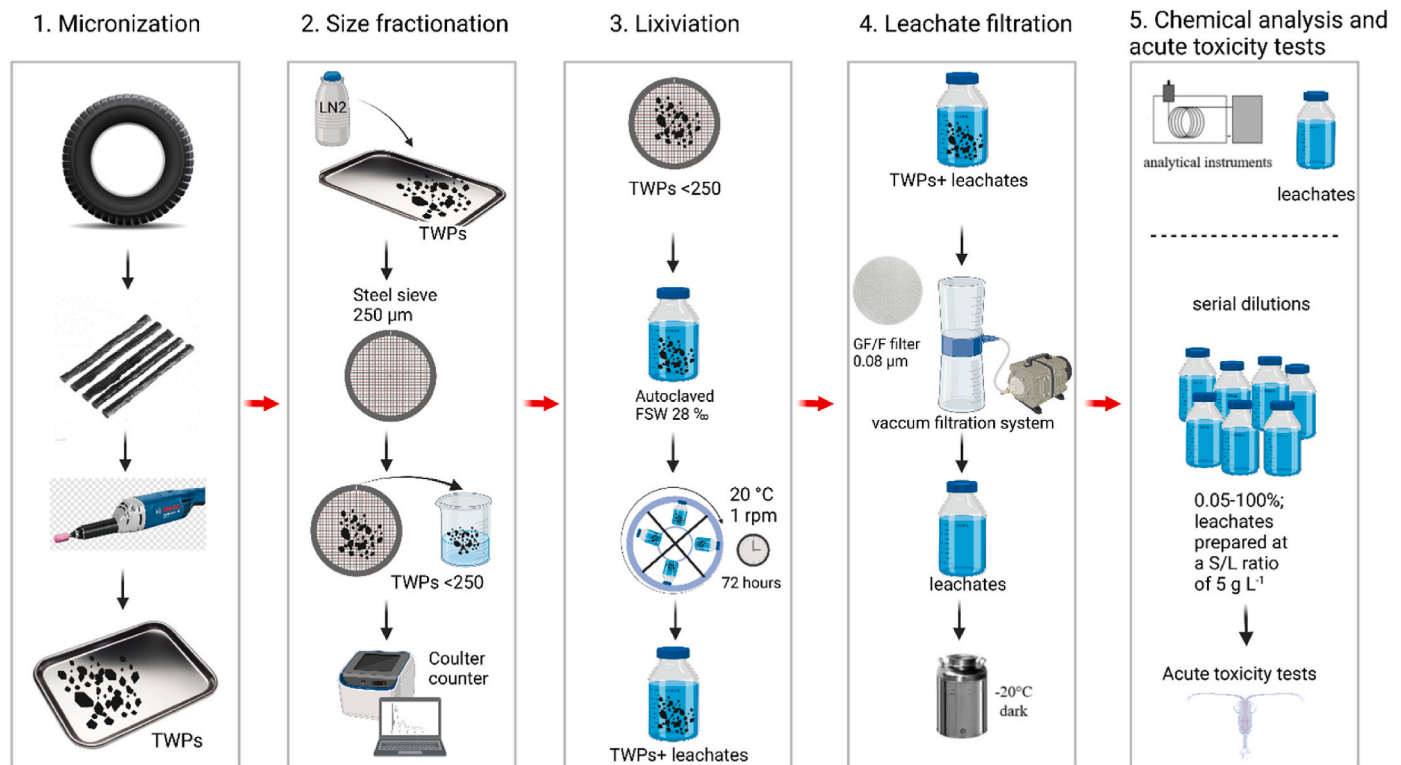 1. Micronization
TWPs
2. Size fractionation
LN2
TWPs
Steel sieve
250 µm
TWPs <250
Coulter
counter
3. Lixiviation
TWPs <250
Autoclaved
FSW 28 ‰
20 °C
1 rpm
72 hours
TWPs+ leachates
4. Leachate filtration
TWPs+ leachates
GF/F filter
0.08 µm
vaccum filtration system
leachates
-20°C
dark
5. Chemical analysis and
acute toxicity tests
analytical instruments
leachates
serial dilutions
0.05-100%;
leachates
prepared at
a S/L ratio
of 5 g L⁻¹
Acute toxicity tests